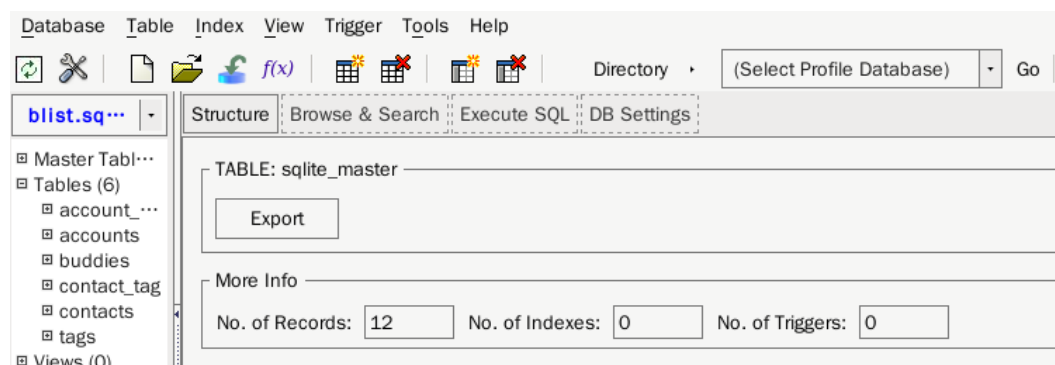 Database Table Index View Trigger Tools Help
f(x) Directory (Select Profile Database) Go
blist.sq⋯ Structure Browse & Search Execute SQL DB Settings
Master Tabl⋯
Tables (6)
account_⋯
accounts
buddies
contact_tag
contacts
tags
Views (0)
TABLE: sqlite_master
Export
More Info
No. of Records: 12 No. of Indexes: 0 No. of Triggers: 0